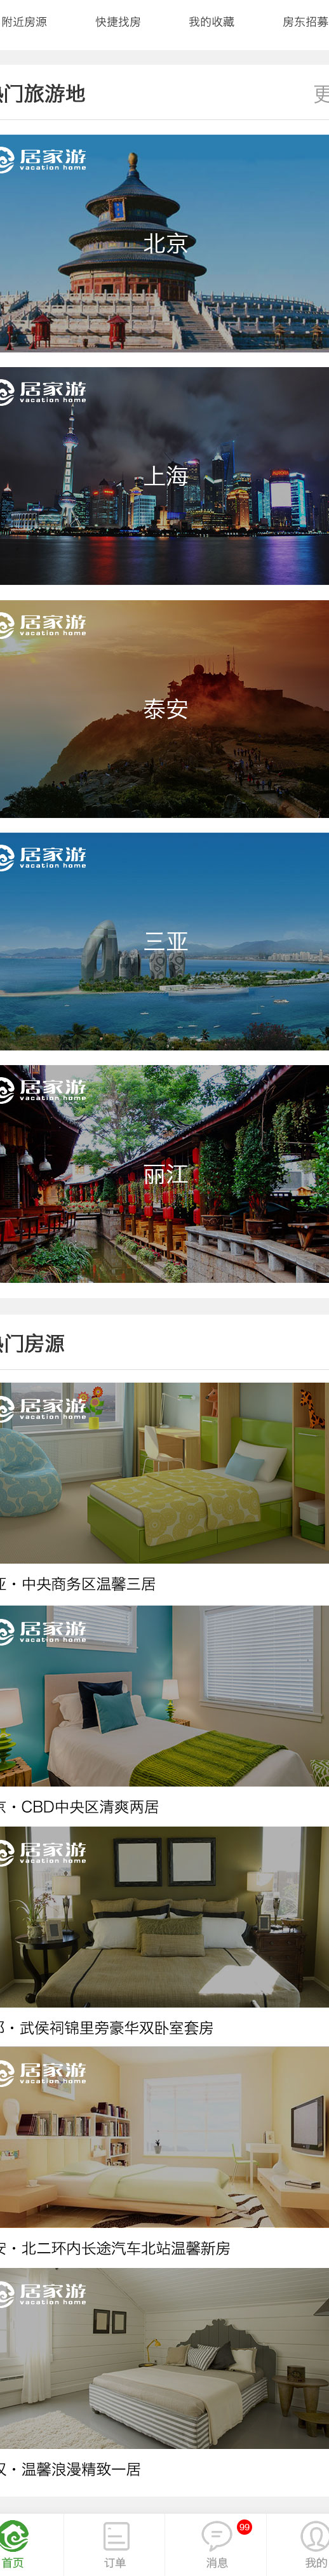 附近房源 快捷找房 我的收藏 房东招募
热门旅游地 更
居家游
vacation home
北京
居家游
vacation home
上海
居家游
vacation home
泰安
居家游
vacation home
三亚
居家游
vacation home
丽江
热门房源
居家游
vacation home
亚·中央商务区温馨三居
居家游
vacation home
京·CBD中央区清爽两居
居家游
vacation home
都·武侯祠锦里旁豪华双卧室套房
居家游
vacation home
安·北二环内长途汽车北站温馨新房
居家游
vacation home
汉·温馨浪漫精致一居
99
首页 订单 消息 我的